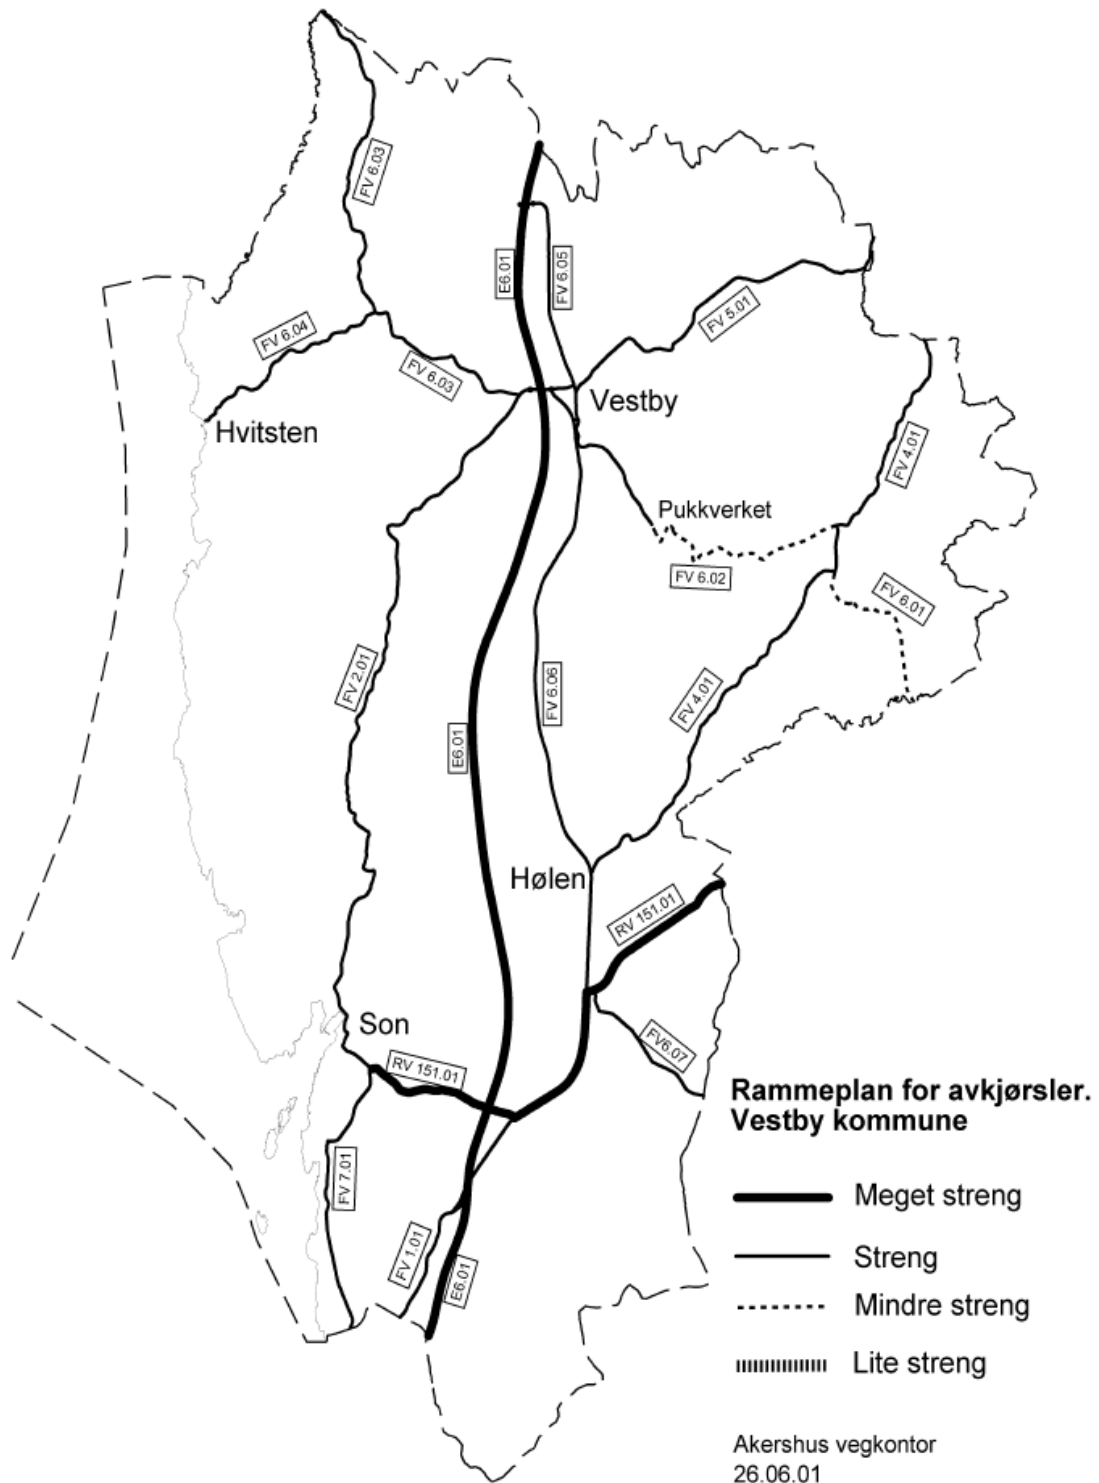 FV 6.03
E6.01
FV 6.05
FV 5.01
FV 6.04
FV 6.03
Vestby
Hvitsten
FV 4.01
Pukkverket
FV 6.02
FV 6.01
FV 2.01
FV 6.06
FV 4.01
E6.01
Hølen
RV 151.01
Son
FV6.07
RV 151.01
Rammeplan for avkjørsler.
Vestby kommune
FV 7.01
Meget streng
FV 1.01
Streng
E6.01
Mindre streng
Lite streng
Akershus vegkontor
26.06.01